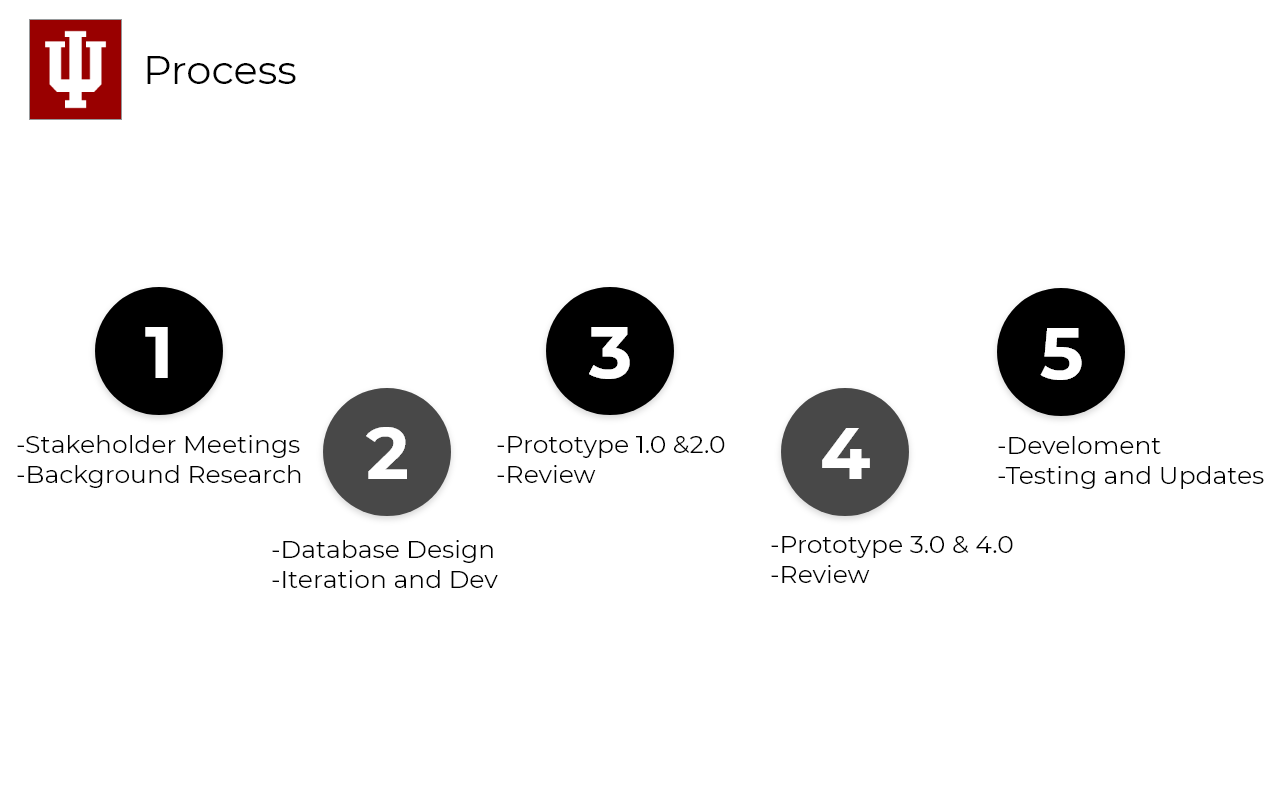 Process
1
-Stakeholder Meetings
-Background Research
2
-Database Design
-Iteration and Dev
3
-Prototype 1.0 &2.0
-Review
4
-Prototype 3.0 & 4.0
-Review
5
-Develoment
-Testing and Updates